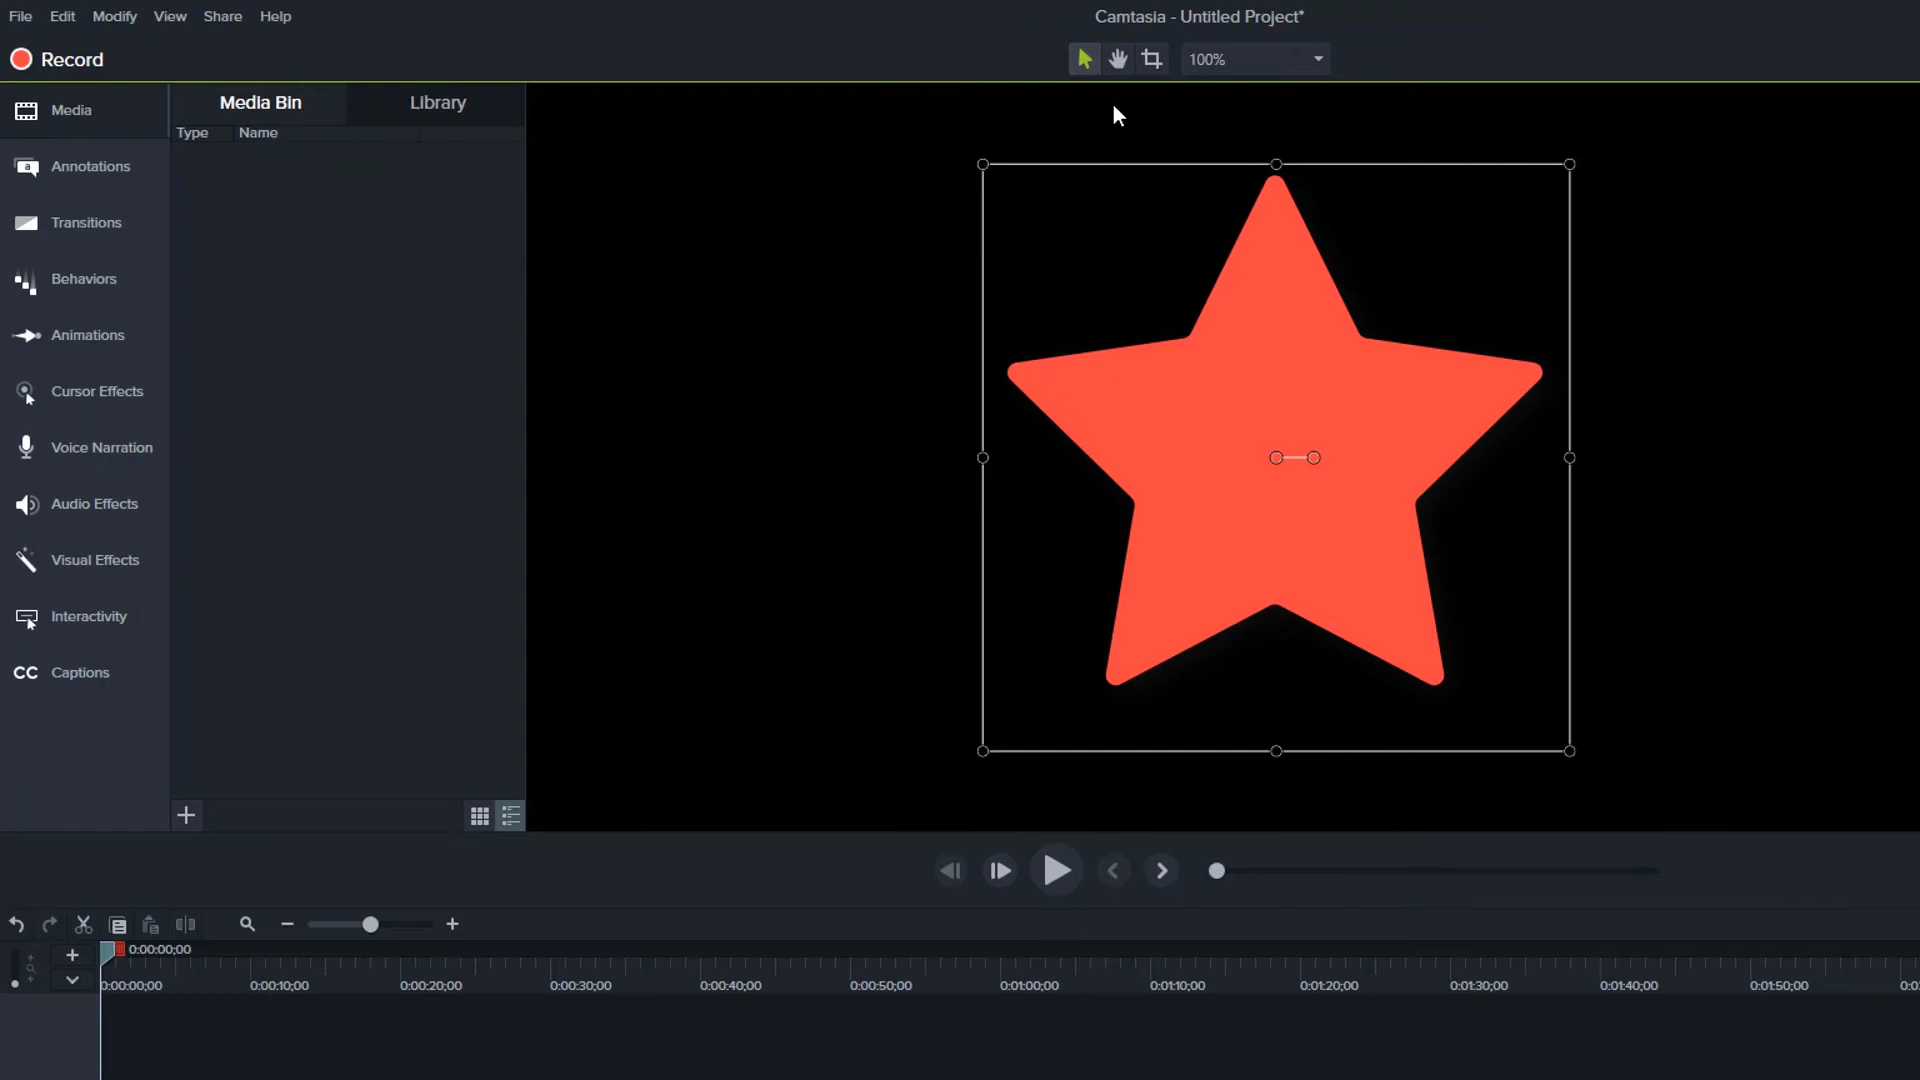 File Edit Modify View Share Help
Camtasia - Untitled Project*
Record
100%
Media
Media Bin
Library
Type Name
Annotations
Transitions
Behaviors
Animations
Cursor Effects
Voice Narration
Audio Effects
Visual Effects
Interactivity
CC Captions
0:00:00;00
0:00:00;00 0:00:10;00 0:00:20;00 0:00:30;00 0:00:40;00 0:00:50;00 0:01:00;00 0:01:10;00 0:01:20;00 0:01:30;00 0:01:40;00 0:01:50;00